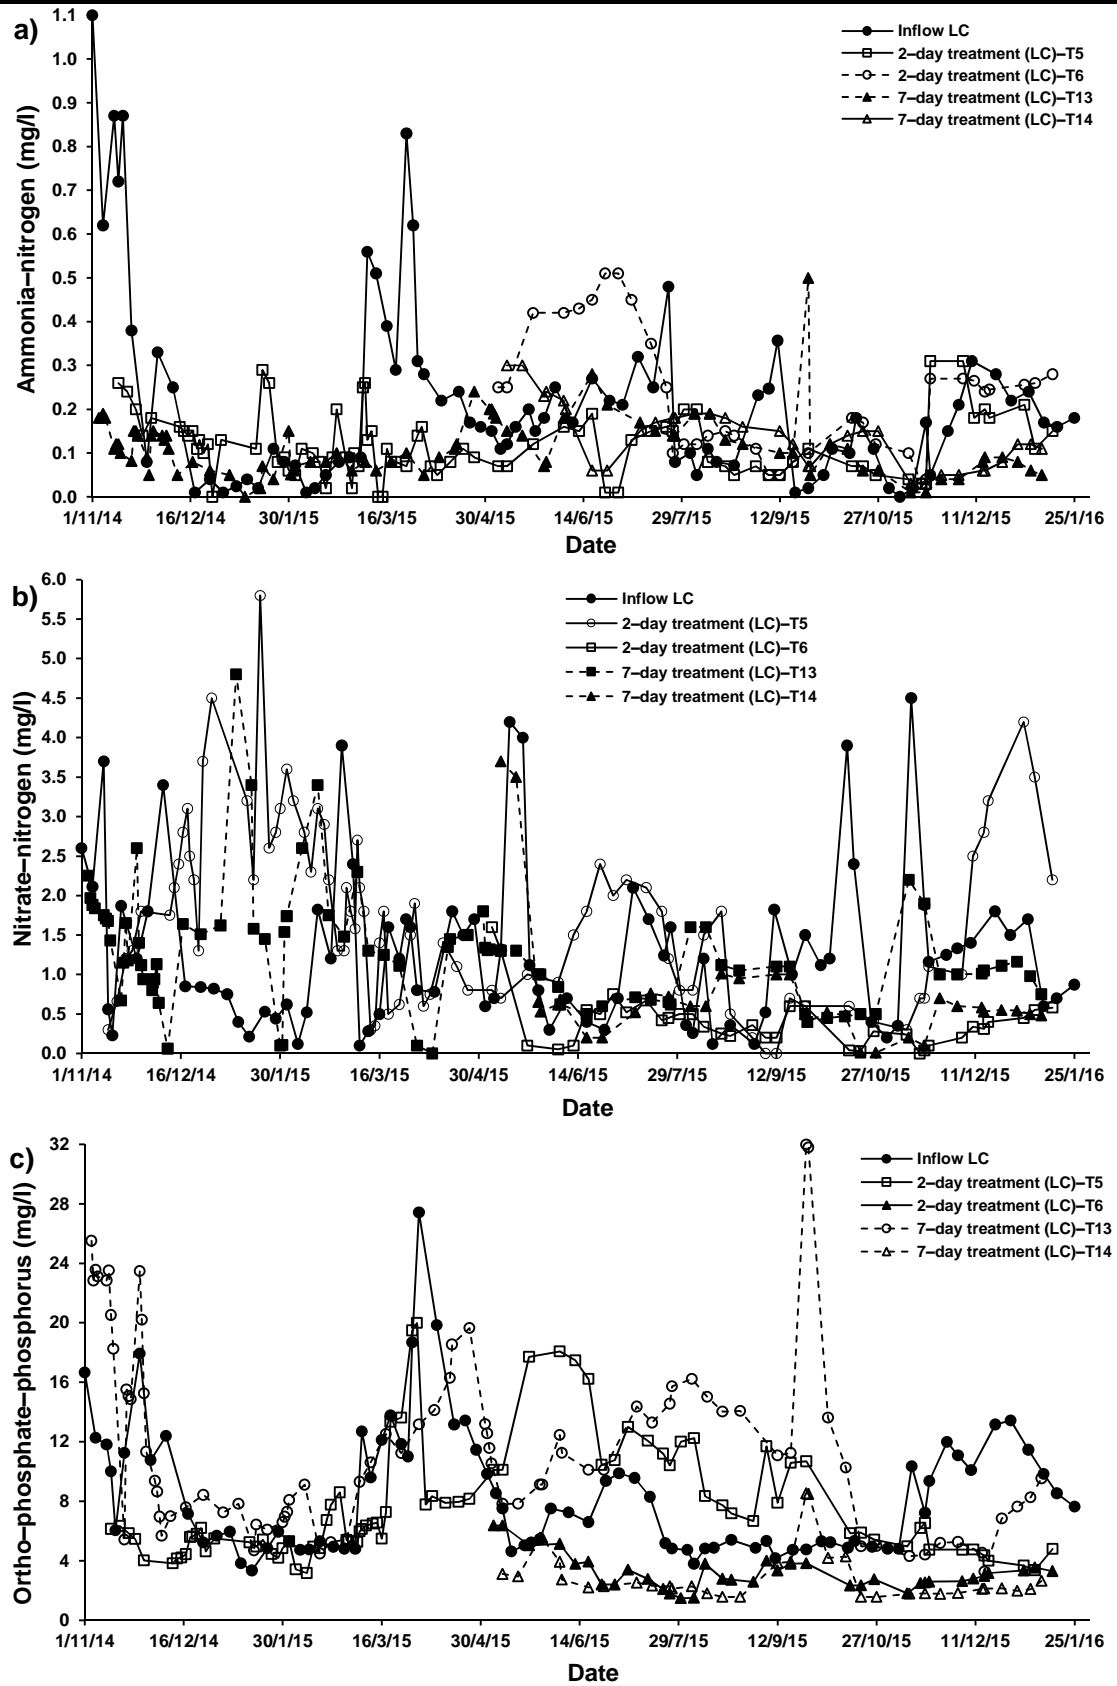 a)
Ammonia–nitrogen (mg/l)
1.1
1.0
0.9
0.8
0.7
0.6
0.5
0.4
0.3
0.2
0.1
0.0
Inflow LC
2–day treatment (LC)–T5
2–day treatment (LC)–T6
7–day treatment (LC)–T13
7–day treatment (LC)–T14
1/11/14 16/12/14 30/1/15 16/3/15 30/4/15 14/6/15 29/7/15 12/9/15 27/10/15 11/12/15 25/1/16
Date
b)
Nitrate–nitrogen (mg/l)
6.0
5.5
5.0
4.5
4.0
3.5
3.0
2.5
2.0
1.5
1.0
0.5
0.0
Inflow LC
2–day treatment (LC)–T5
2–day treatment (LC)–T6
7–day treatment (LC)–T13
7–day treatment (LC)–T14
1/11/14 16/12/14 30/1/15 16/3/15 30/4/15 14/6/15 29/7/15 12/9/15 27/10/15 11/12/15 25/1/16
Date
c)
Ortho–phosphate–phosphorus (mg/l)
32
28
24
20
16
12
8
4
0
Inflow LC
2–day treatment (LC)–T5
2–day treatment (LC)–T6
7–day treatment (LC)–T13
7–day treatment (LC)–T14
1/11/14 16/12/14 30/1/15 16/3/15 30/4/15 14/6/15 29/7/15 12/9/15 27/10/15 11/12/15 25/1/16
Date